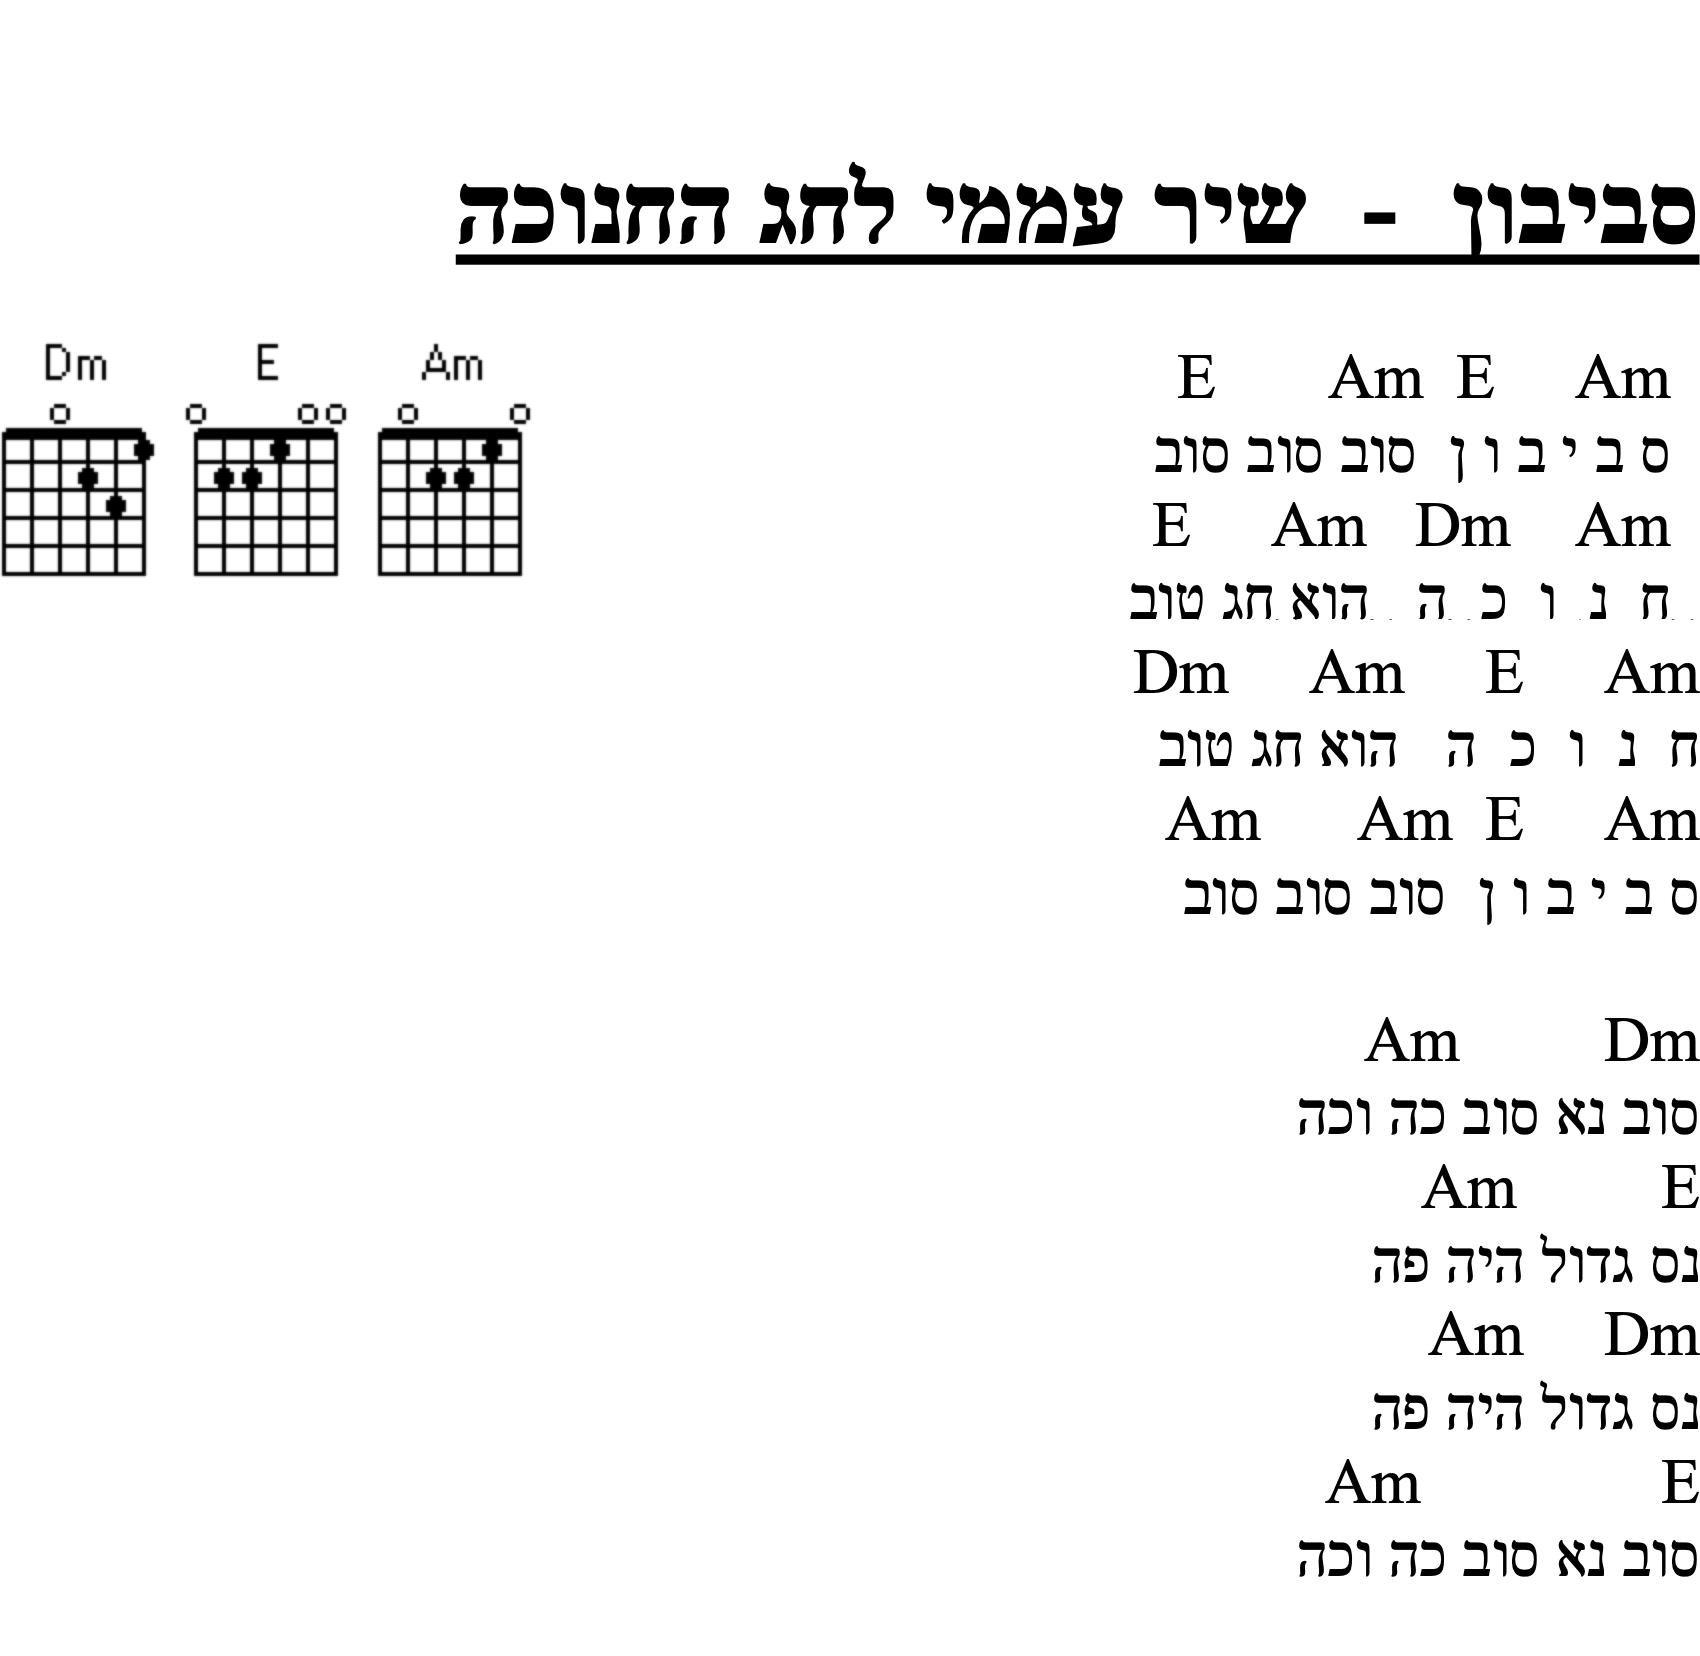 סביבון - שיר עממי לחג החנוכה
Am E Dm
Am E Am E
ס ב י ב ו ן סוב סוב סוב
Am Dm Am E
ח נ ו כ ה הוא חג טוב
Am E Am Dm
ח נ ו כ ה הוא חג טוב
Am E Am Am
ס ב י ב ו ן סוב סוב סוב
Dm Am
סוב נא סוב כה וכה
E Am
נס גדול היה פה
Dm Am
נס גדול היה פה
E Am
סוב נא סוב כה וכה